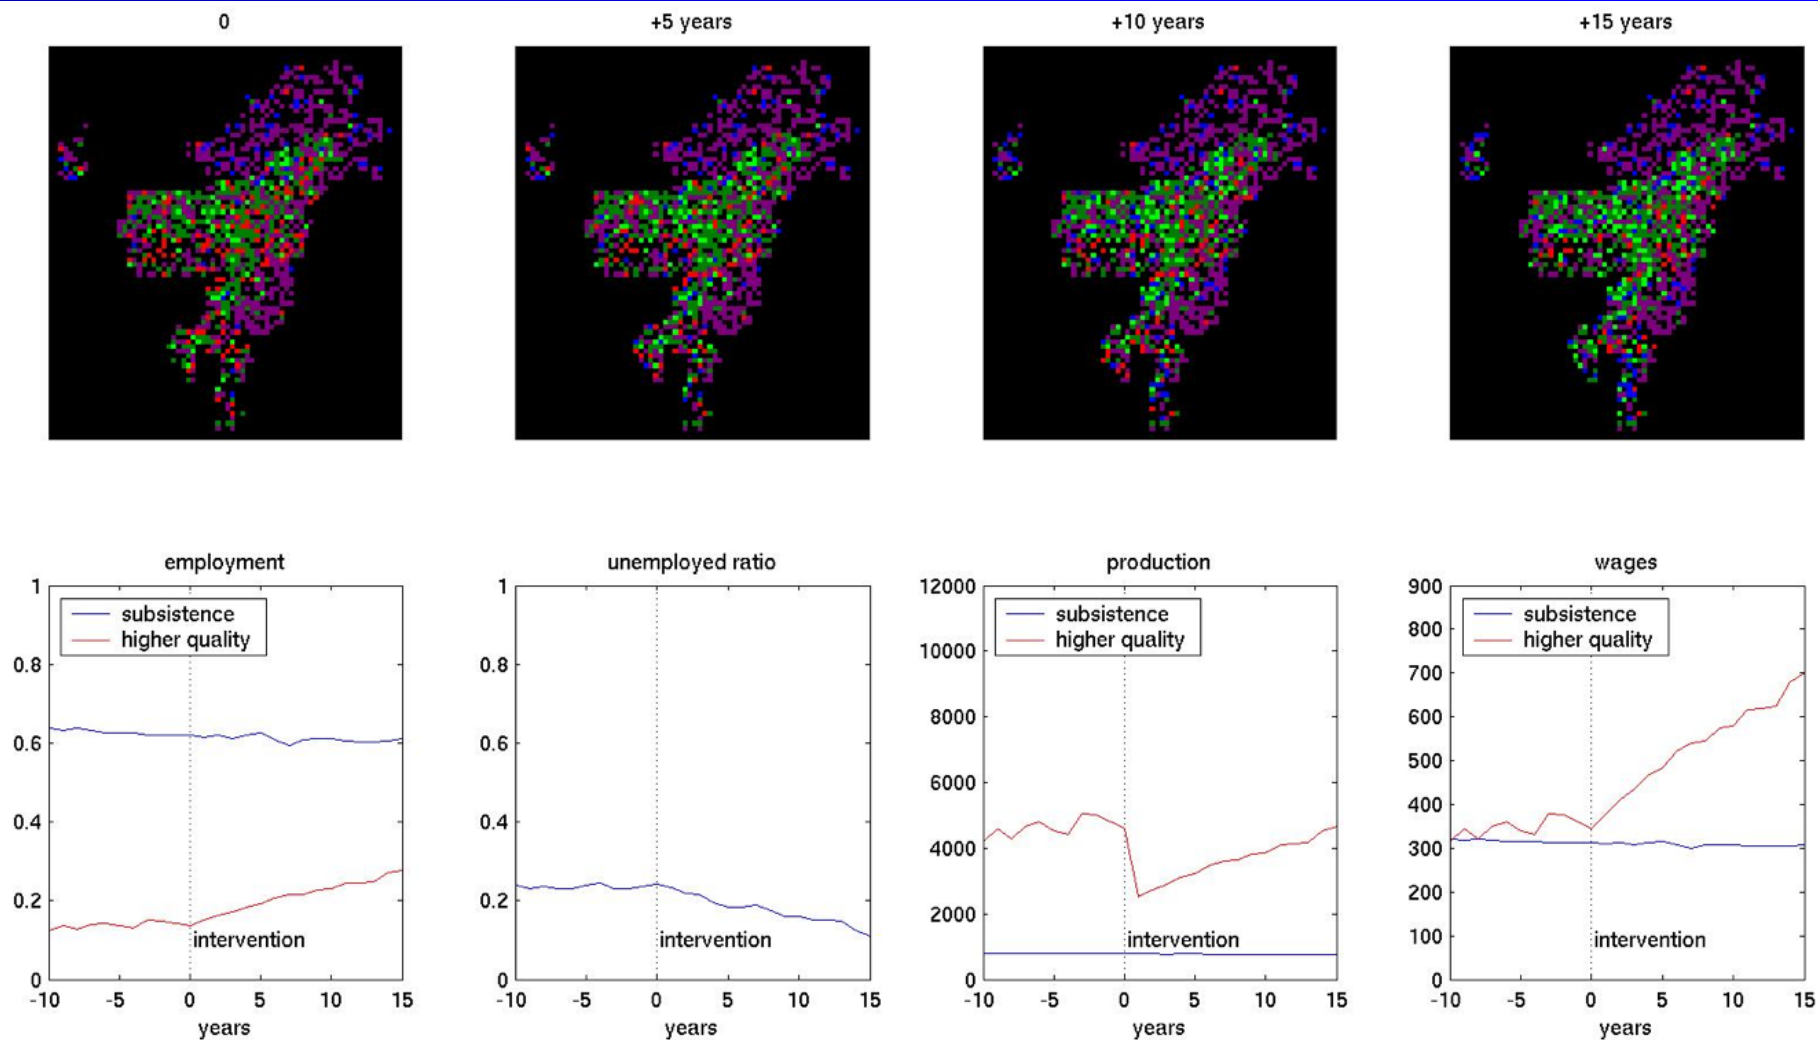 0
+5 years
+10 years
+15 years
employment
1
0.8
0.6
0.4
0.2
0
subsistence
higher quality
intervention
-10 -5 0 5 10 15
years
unemployed ratio
1
0.8
0.6
0.4
0.2
0
intervention
-10 -5 0 5 10 15
years
production
12000
10000
8000
6000
4000
2000
0
subsistence
higher quality
intervention
-10 -5 0 5 10 15
years
wages
900
800
700
600
500
400
300
200
100
0
subsistence
higher quality
intervention
-10 -5 0 5 10 15
years